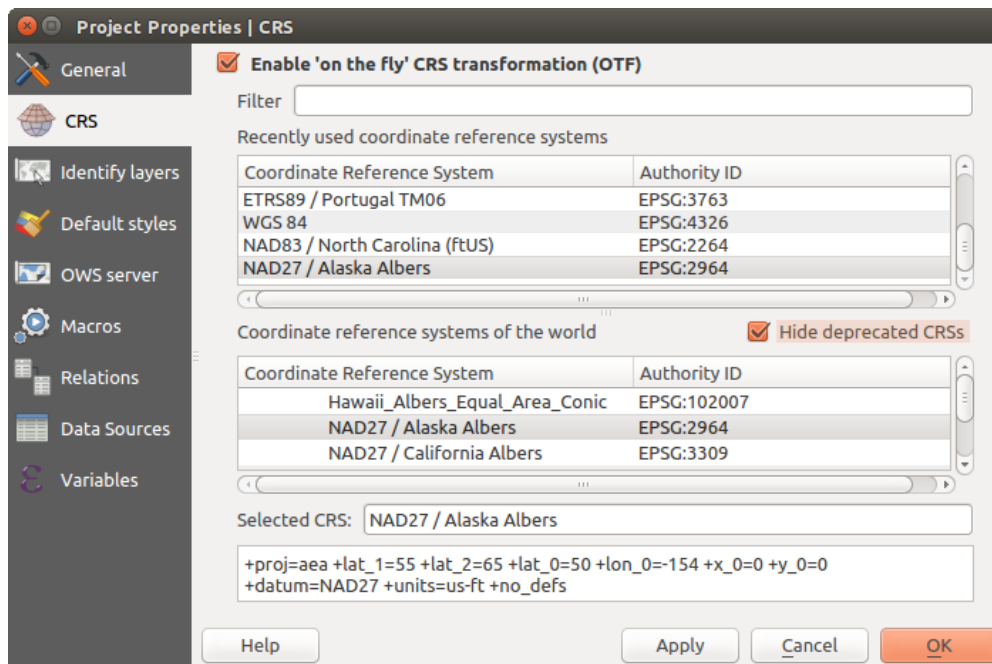 Project Properties | CRS
General
CRS
Identify layers
Default styles
OWS server
Macros
Relations
Data Sources
Variables
Enable 'on the fly' CRS transformation (OTF)
Filter
Recently used coordinate reference systems
Coordinate Reference System Authority ID
ETRS89 / Portugal TM06 EPSG:3763
WGS 84 EPSG:4326
NAD83 / North Carolina (ftUS) EPSG:2264
NAD27 / Alaska Albers EPSG:2964
Coordinate reference systems of the world Hide deprecated CRSs
Coordinate Reference System Authority ID
Hawaii_Albers_Equal_Area_Conic EPSG:102007
NAD27 / Alaska Albers EPSG:2964
NAD27 / California Albers EPSG:3309
Selected CRS: NAD27 / Alaska Albers
+proj=aea +lat_1=55 +lat_2=65 +lat_0=50 +lon_0=-154 +x_0=0 +y_0=0
+datum=NAD27 +units=us-ft +no_defs
Help Apply Cancel OK